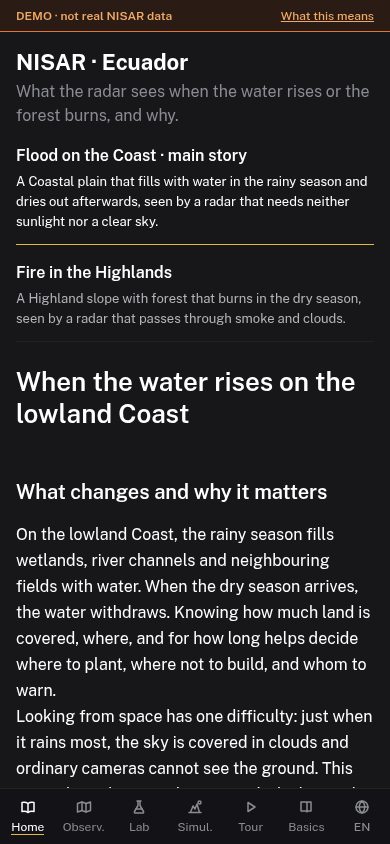 DEMO · not real NISAR data
What this means
NISAR · Ecuador
What the radar sees when the water rises or the
forest burns, and why.
Flood on the Coast · main story
A Coastal plain that fills with water in the rainy season and
dries out afterwards, seen by a radar that needs neither
sunlight nor a clear sky.
Fire in the Highlands
A Highland slope with forest that burns in the dry season,
seen by a radar that passes through smoke and clouds.
When the water rises on the
lowland Coast
What changes and why it matters
On the lowland Coast, the rainy season fills
wetlands, river channels and neighbouring
fields with water. When the dry season arrives,
the water withdraws. Knowing how much land is
covered, where, and for how long helps decide
where to plant, where not to build, and whom to
warn.
Looking from space has one difficulty: just when
it rains most, the sky is covered in clouds and
ordinary cameras cannot see the ground. This
Home
Observ.
Lab
Simul.
Tour
Basics
EN